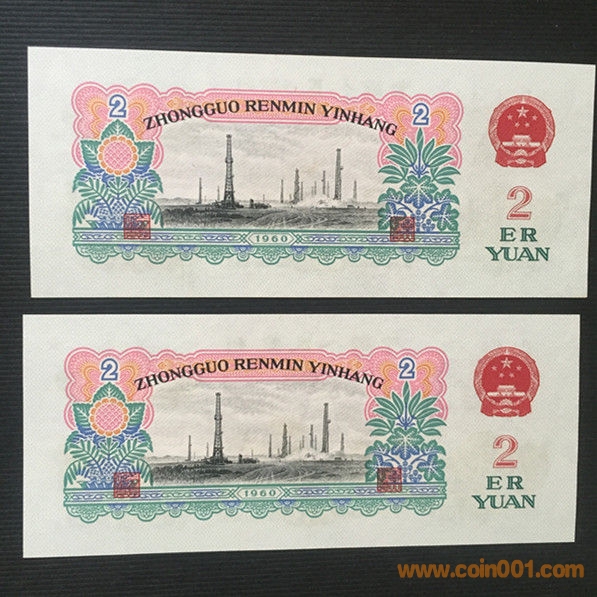 2 ZHONGGUO RENMIN YINHANG 2
2
ER
YUAN
1960
2 ZHONGGUO RENMIN YINHANG 2
2
ER
YUAN
1960
www.coin001.com